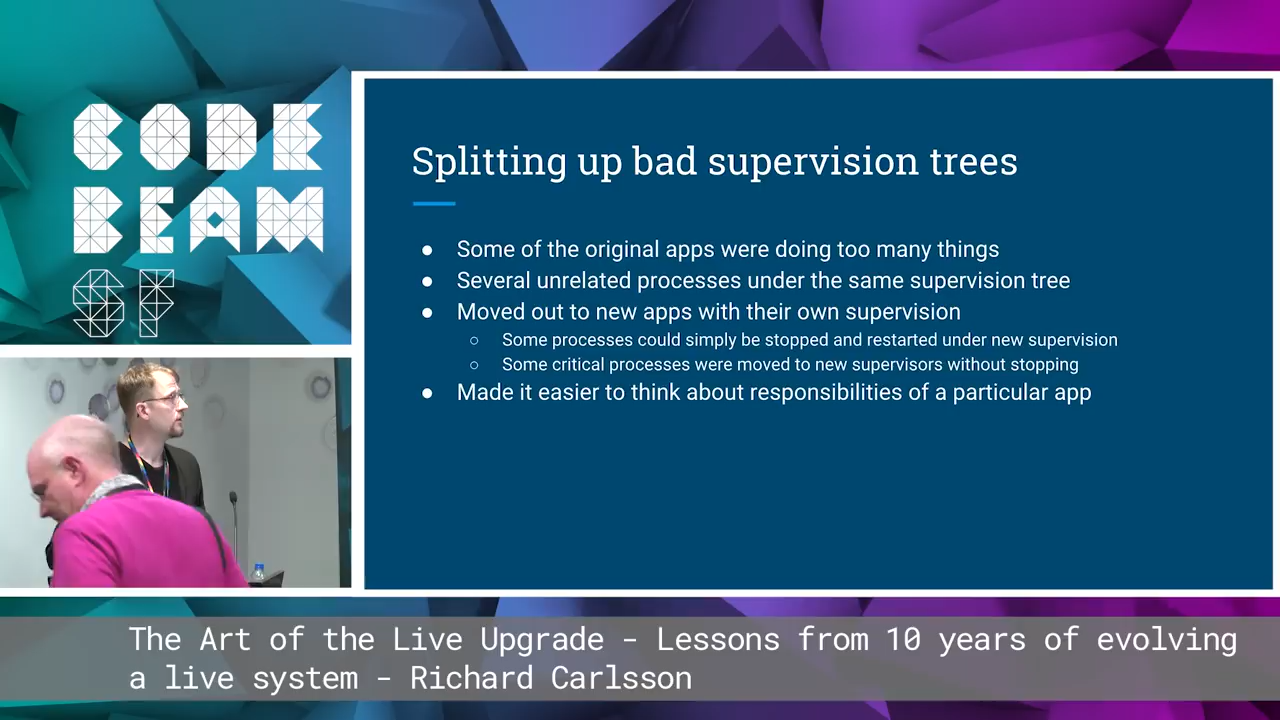 CODE
BEAM
SF
Splitting up bad supervision trees
● Some of the original apps were doing too many things
● Several unrelated processes under the same supervision tree
● Moved out to new apps with their own supervision
○ Some processes could simply be stopped and restarted under new supervision
○ Some critical processes were moved to new supervisors without stopping
● Made it easier to think about responsibilities of a particular app
The Art of the Live Upgrade - Lessons from 10 years of evolving
a live system - Richard Carlsson